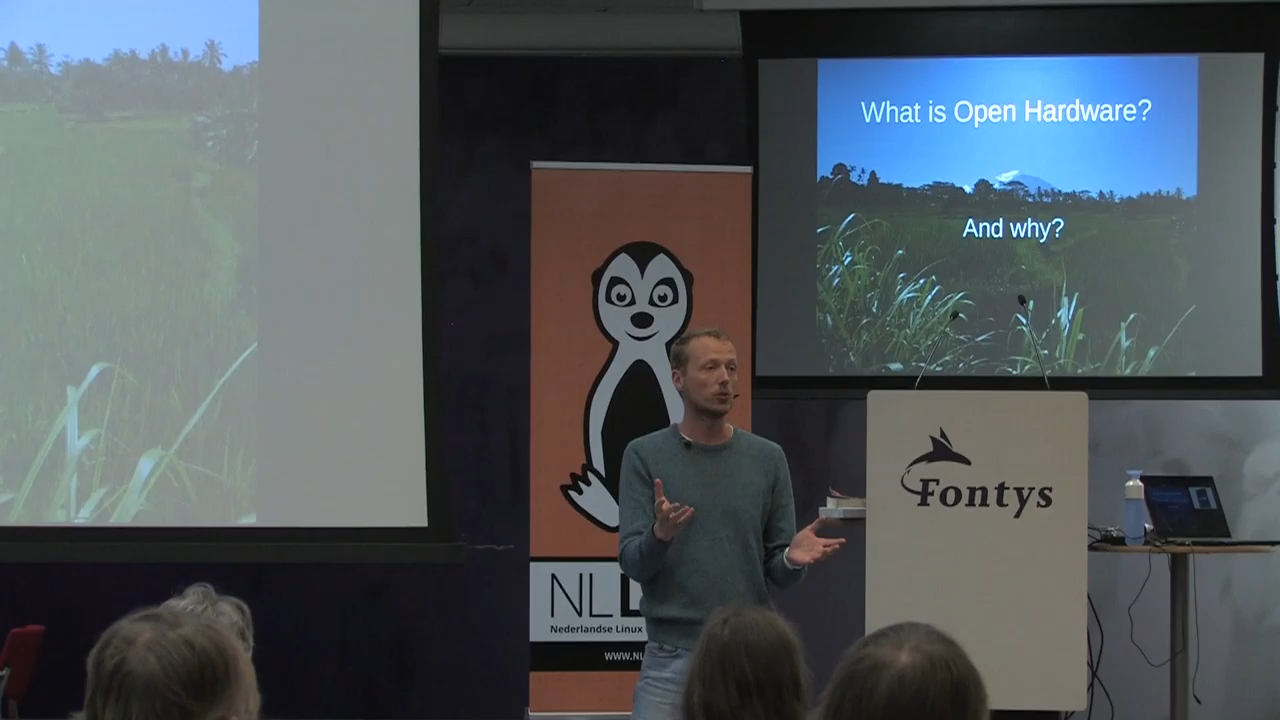 What is Open Hardware?
And why?
Fontys
NL
Nederlandse Linux
WWW.NL